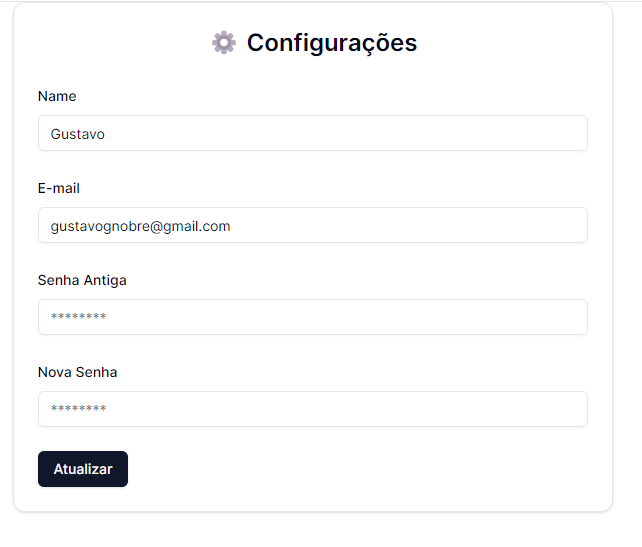 Configurações
Name
Gustavo
E-mail
gustavognobre@gmail.com
Senha Antiga
********
Nova Senha
********
Atualizar